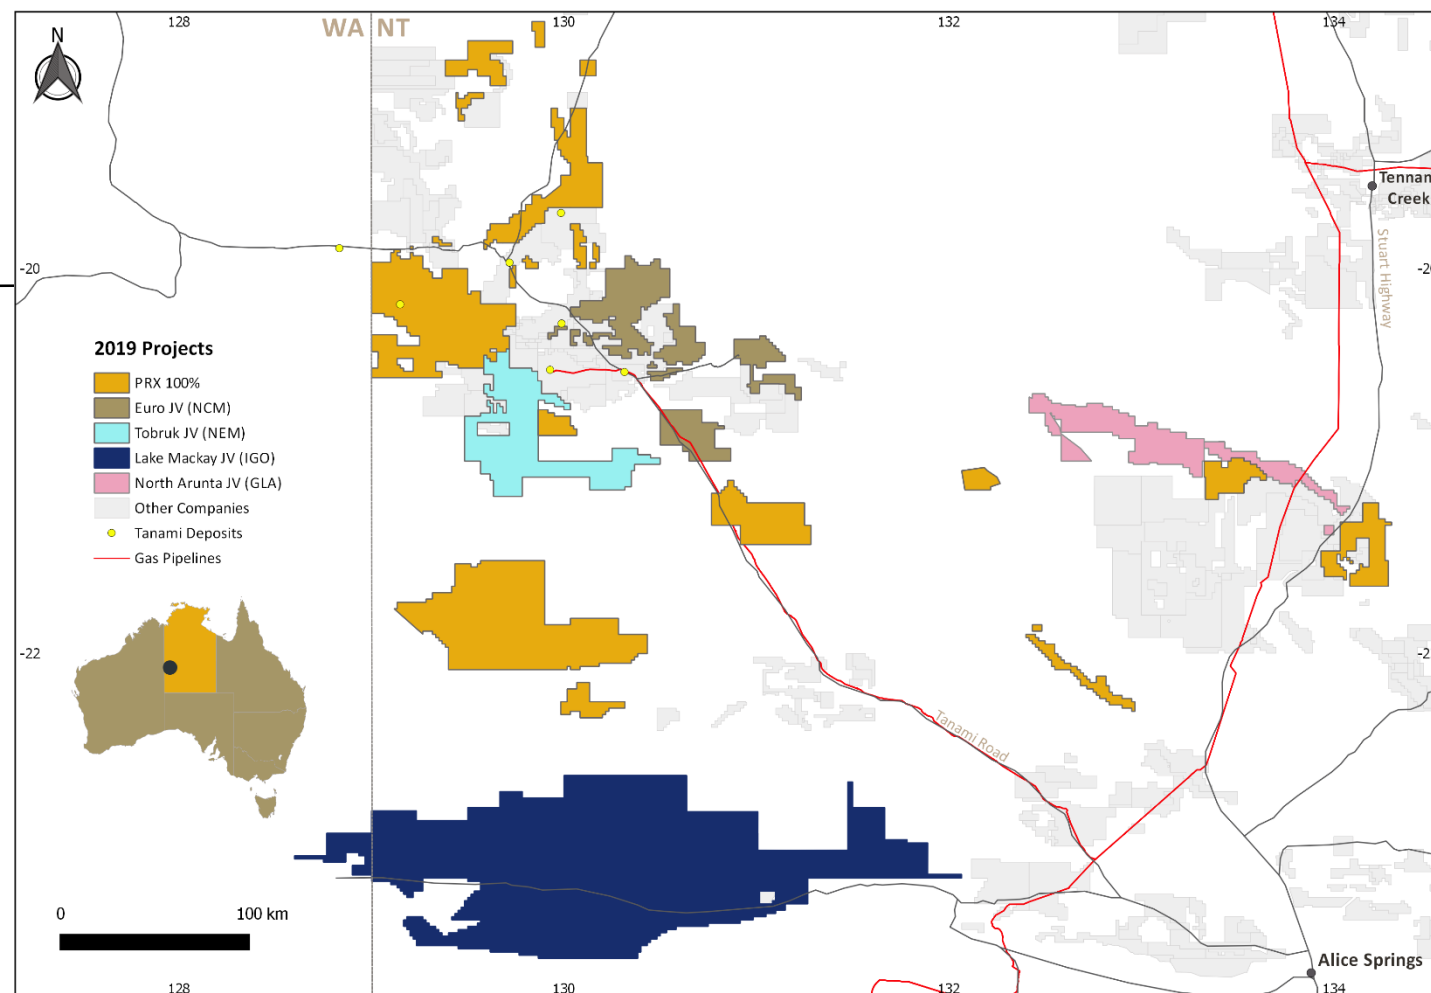 128
WA NT
130
132
134
N
Tennan
Creek
Stuart Highway
-20
-20
2019 Projects
PRX 100%
Euro JV (NCM)
Tobruk JV (NEM)
Lake Mackay JV (IGO)
North Arunta JV (GLA)
Other Companies
Tanami Deposits
Gas Pipelines
-22
Tanami Road
0 100 km
Alice Springs
128
130
132
134